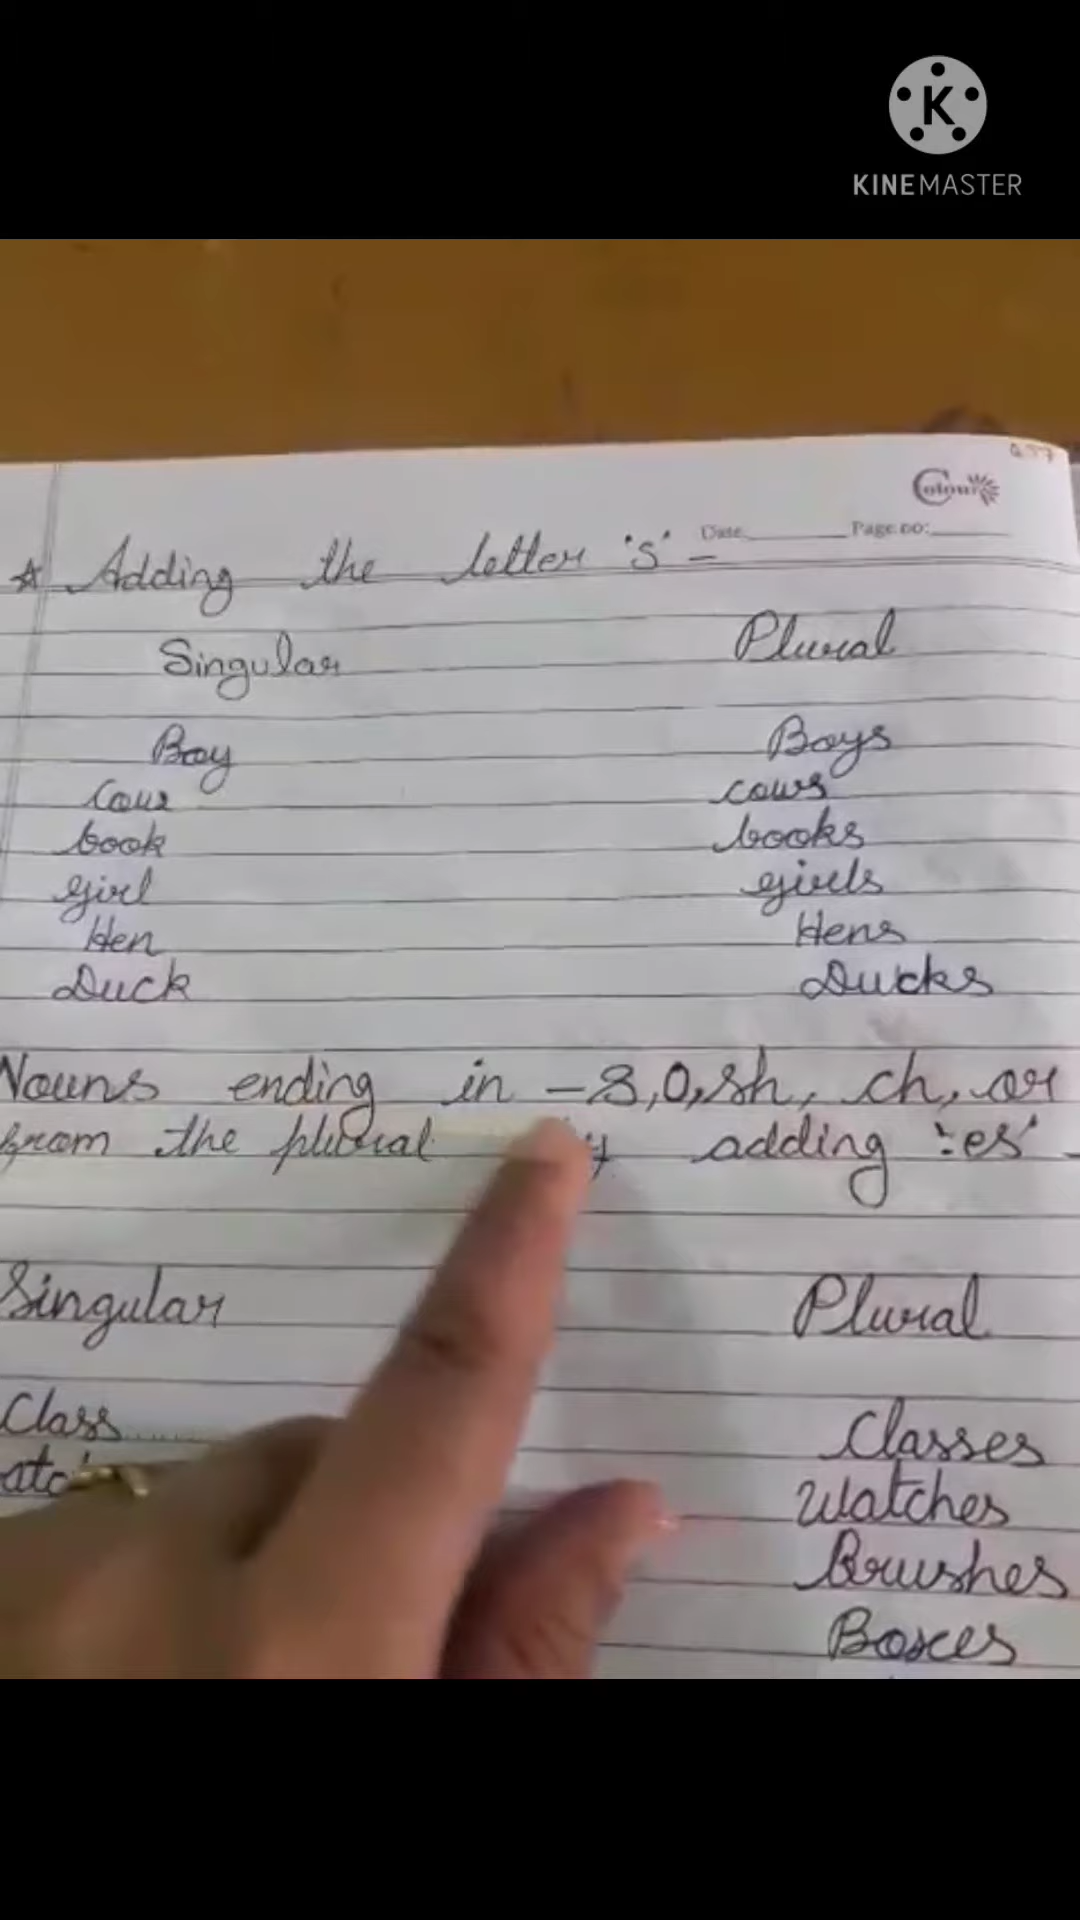 KINEMASTER
Colour
Date Page no:
☆ Adding the letter 's' -
Singular Plural
Boy Boys
Cow cows
book books
girl girls
Hen Hens
Duck Ducks
Nouns ending in -s, o, sh, ch, or
from the plural adding 'es' -
Singular Plural
Class Classes
Watches
Brushes
Boxes